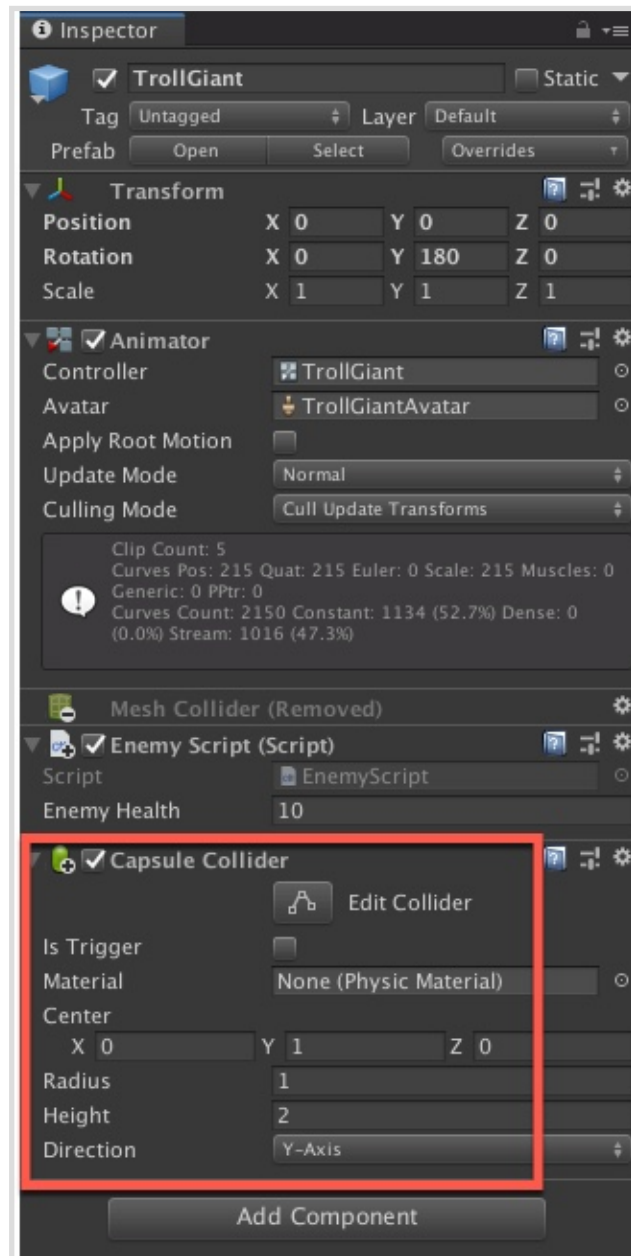 Inspector
TrollGiant Static
Tag Untagged Layer Default
Prefab Open Select Overrides
Transform
Position X 0 Y 0 Z 0
Rotation X 0 Y 180 Z 0
Scale X 1 Y 1 Z 1
Animator
Controller TrollGiant
Avatar TrollGiantAvatar
Apply Root Motion
Update Mode Normal
Culling Mode Cull Update Transforms
Clip Count: 5
Curves Pos: 215 Quat: 215 Euler: 0 Scale: 215 Muscles: 0
Generic: 0 PPtr: 0
Curves Count: 2150 Constant: 1134 (52.7%) Dense: 0
(0.0%) Stream: 1016 (47.3%)
Mesh Collider (Removed)
Enemy Script (Script)
Script EnemyScript
Enemy Health 10
Capsule Collider
Edit Collider
Is Trigger
Material None (Physic Material)
Center
X 0 Y 1 Z 0
Radius 1
Height 2
Direction Y-Axis
Add Component